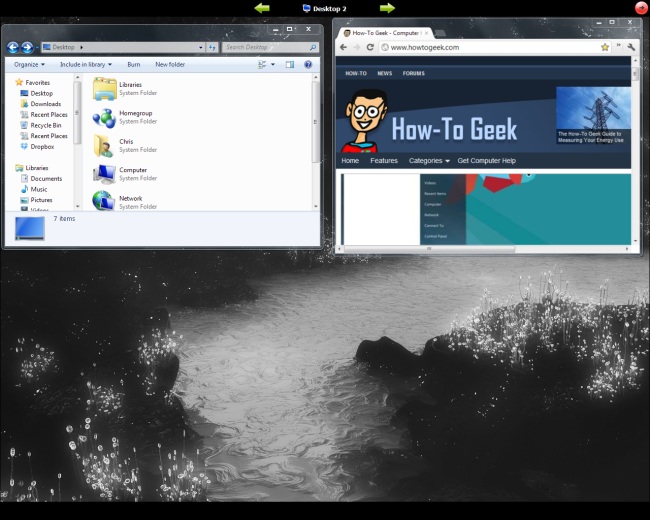 Desktop 2
Desktop
Search Desktop
Organize
Include in library
Burn
New folder
Favorites
Desktop
Downloads
Recent Places
Recycle Bin
Recent Places
Dropbox
Libraries
Documents
Music
Pictures
Videos
Libraries
System Folder
Homegroup
System Folder
Chris
System Folder
Computer
System Folder
Network
System Folder
7 items
How-To Geek - Computer
www.howtogeek.com
HOW-TO NEWS FORUMS
How-To Geek
The How-To Geek Guide to
Measuring Your Energy Use
Home Features Categories Get Computer Help
Videos
Recent Items
Computer
Network
Connect To
Control Panel